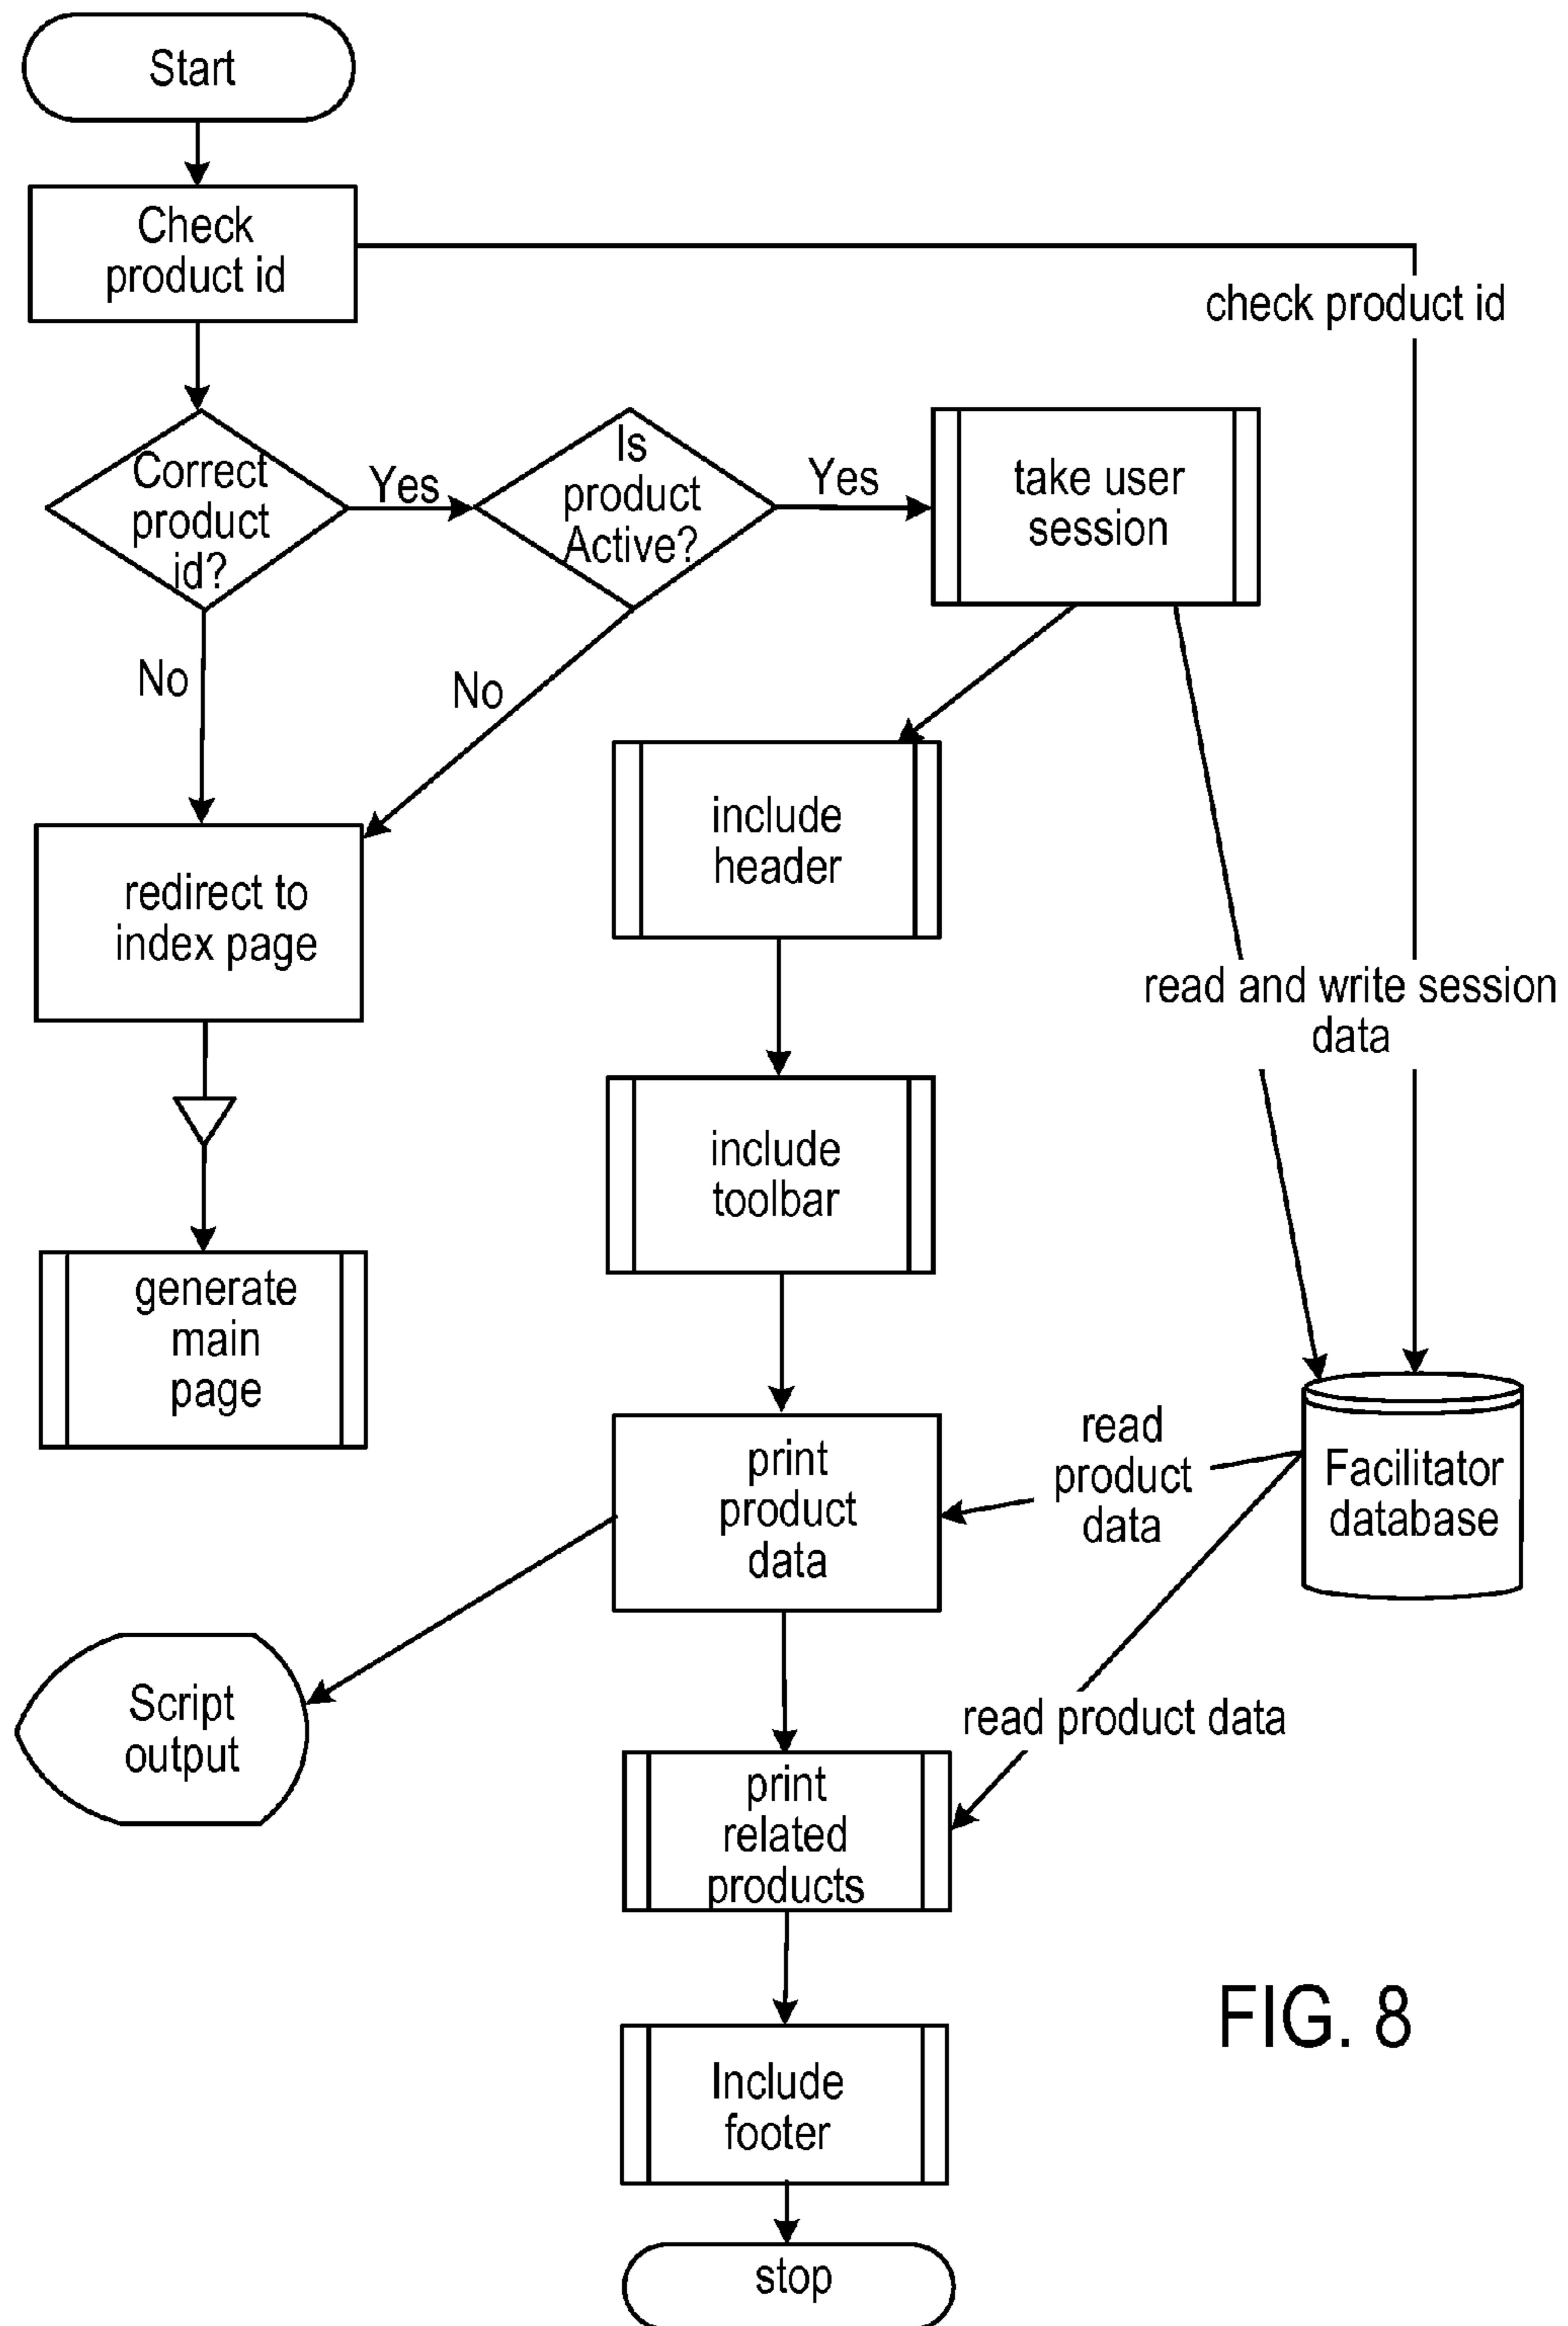 Start
Check
product id
check product id
Correct
product
id?
Yes
Is
product
Active?
Yes
take user
session
No
No
include
header
redirect to
index page
read and write session
data
include
toolbar
generate
main
page
print
product
data
read
product
data
Facilitator
database
Script
output
read product data
print
related
products
FIG. 8
Include
footer
stop